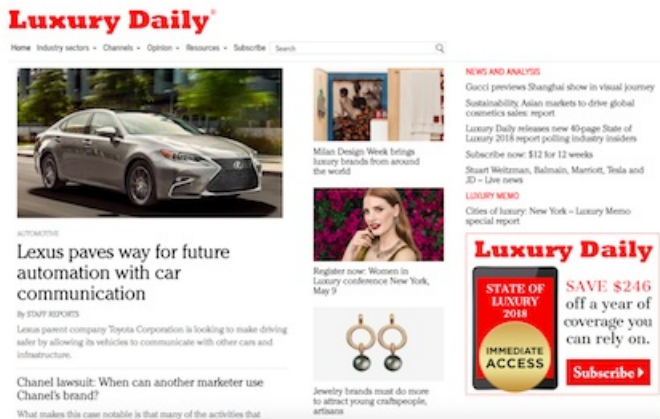 Luxury Daily®
Home Industry sectors Channels Opinion Resources Subscribe Search
AUTOMOTIVE
Lexus paves way for future
automation with car
communication
By STAFF REPORTS
Lexus parent company Toyota Corporation is looking to make driving
safer by allowing its vehicles to communicate with other cars and
infrastructure.
Chanel lawsuit: When can another marketer use
Chanel's brand?
What makes this case notable is that many of the activities that
Milan Design Week brings
luxury brands from around
the world
Register now: Women in
Luxury conference New York,
May 9
Jewelry brands must do more
to attract young craftspeople,
artisans
NEWS AND ANALYSIS
Gucci previews Shanghai show in visual journey
Sustainability, Asian markets to drive global
cosmetics sales: report
Luxury Daily releases new 40-page State of
Luxury 2018 report polling industry insiders
Subscribe now: $12 for 12 weeks
Stuart Weitzman, Balmain, Marriott, Tesla and
JD – Live news
LUXURY MEMO
Cities of luxury: New York – Luxury Memo
special report
Luxury Daily
STATE OF
LUXURY
2018
IMMEDIATE
ACCESS
SAVE $246
off a year of
coverage you
can rely on.
Subscribe